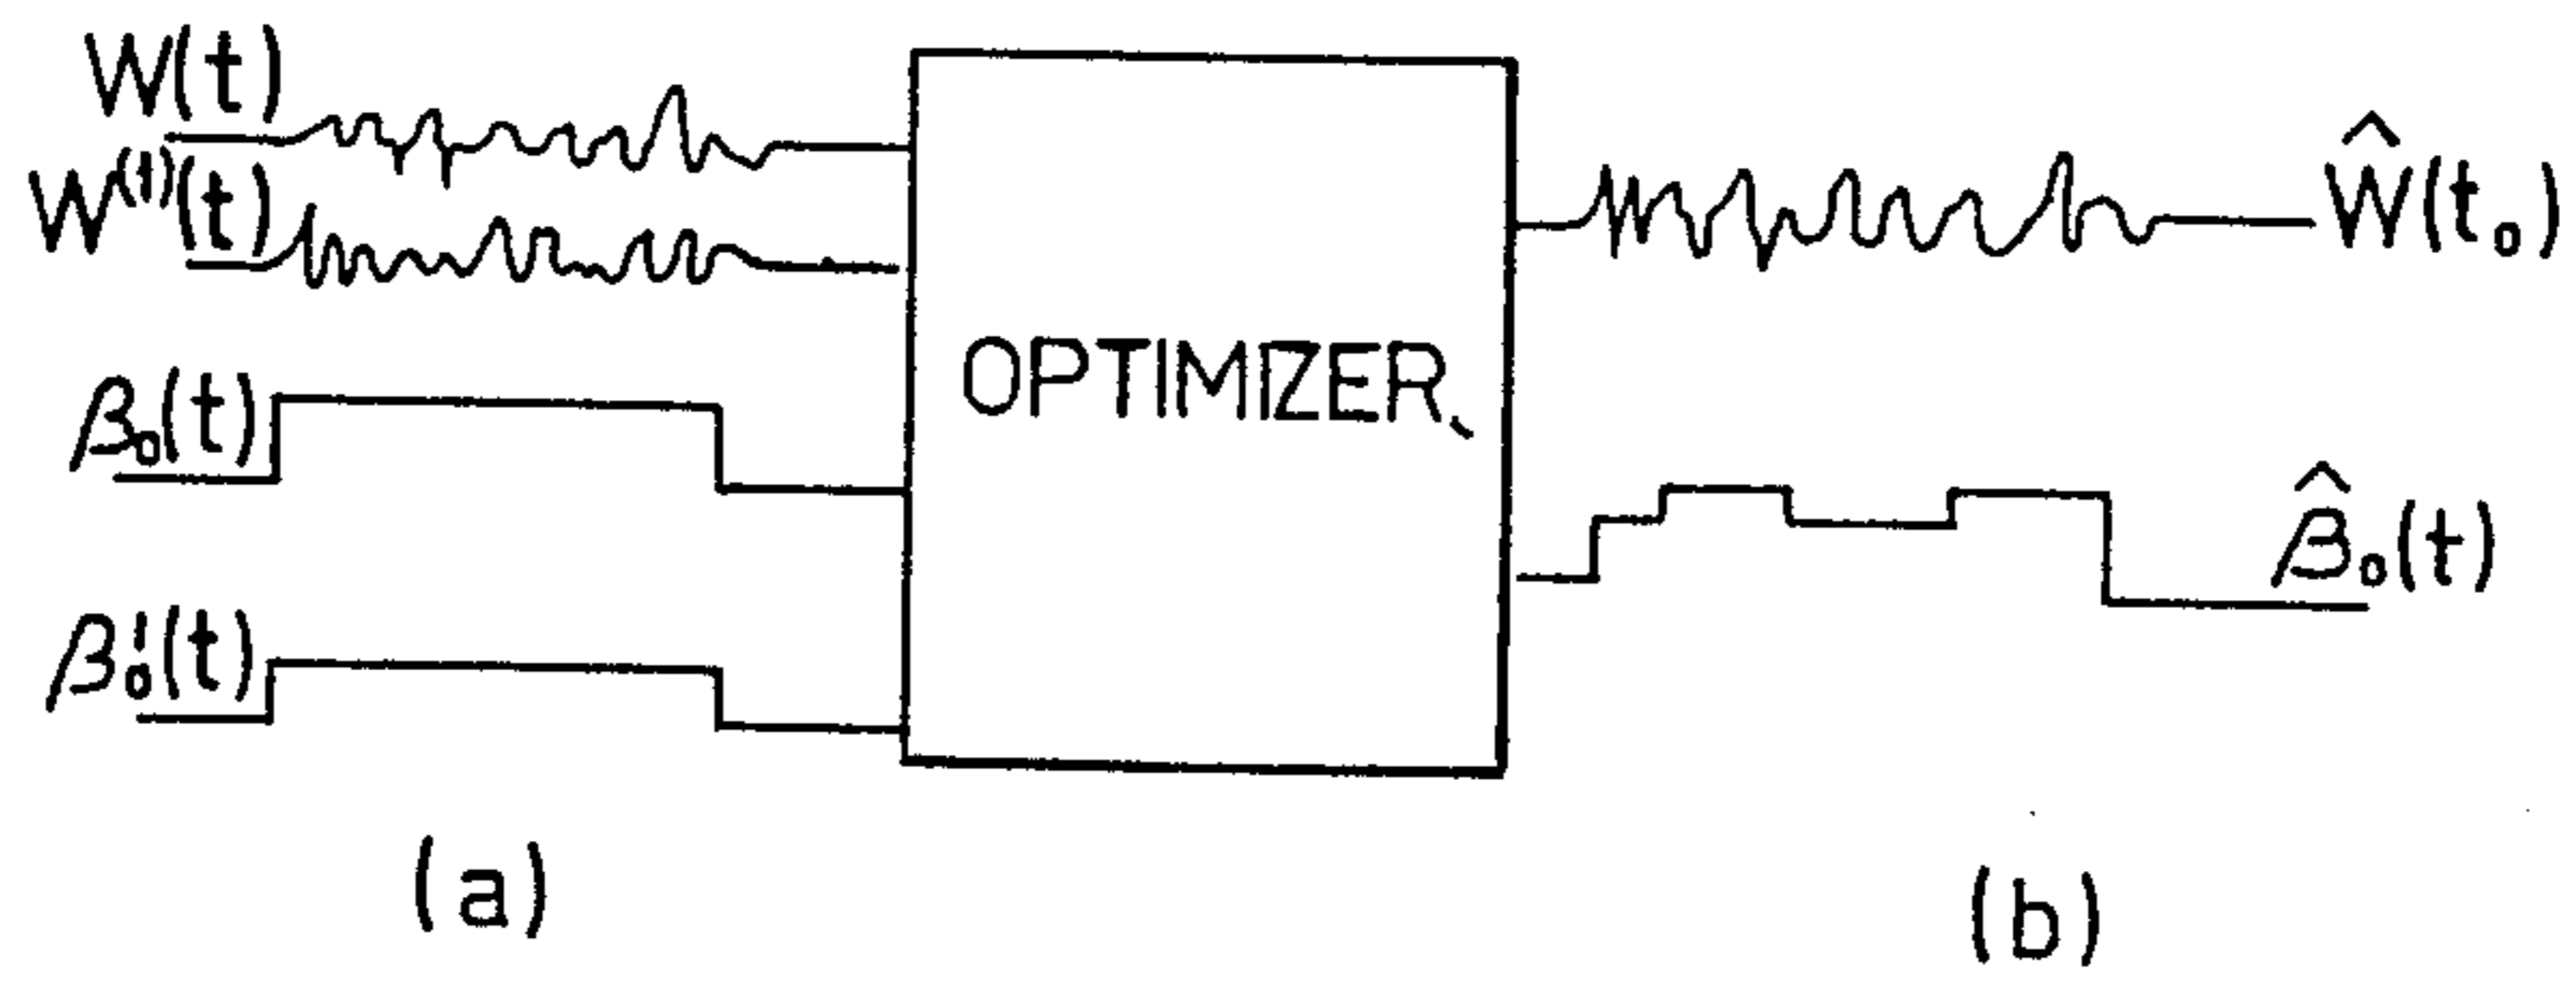 W(t)
W⁽¹⁾(t)
β₀(t)
β₀'(t)
OPTIMIZER
Ŵ(t₀)
β̂₀(t)
(a)
(b)